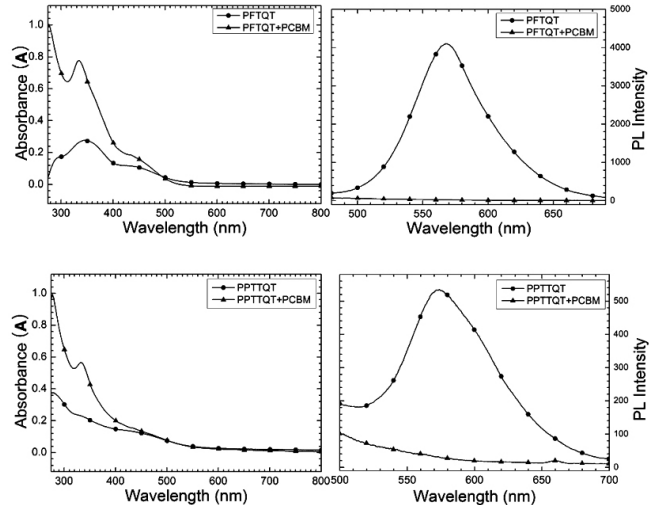 PFTQT
PFTQT+PCBM
Absorbance (A)
1.0
0.8
0.6
0.4
0.2
0.0
300 400 500 600 700 800
Wavelength (nm)
PFTQT
PFTQT+PCBM
5000
4000
3000
2000
1000
0
PL Intensity
500 550 600 650
Wavelength (nm)
PPTTQT
PPTTQT+PCBM
Absorbance (A)
1.0
0.8
0.6
0.4
0.2
0.0
300 400 500 600 700 800
Wavelength (nm)
PPTTQT
PPTTQT+PCBM
500
400
300
200
100
0
PL Intensity
500 550 600 650 700
Wavelength (nm)